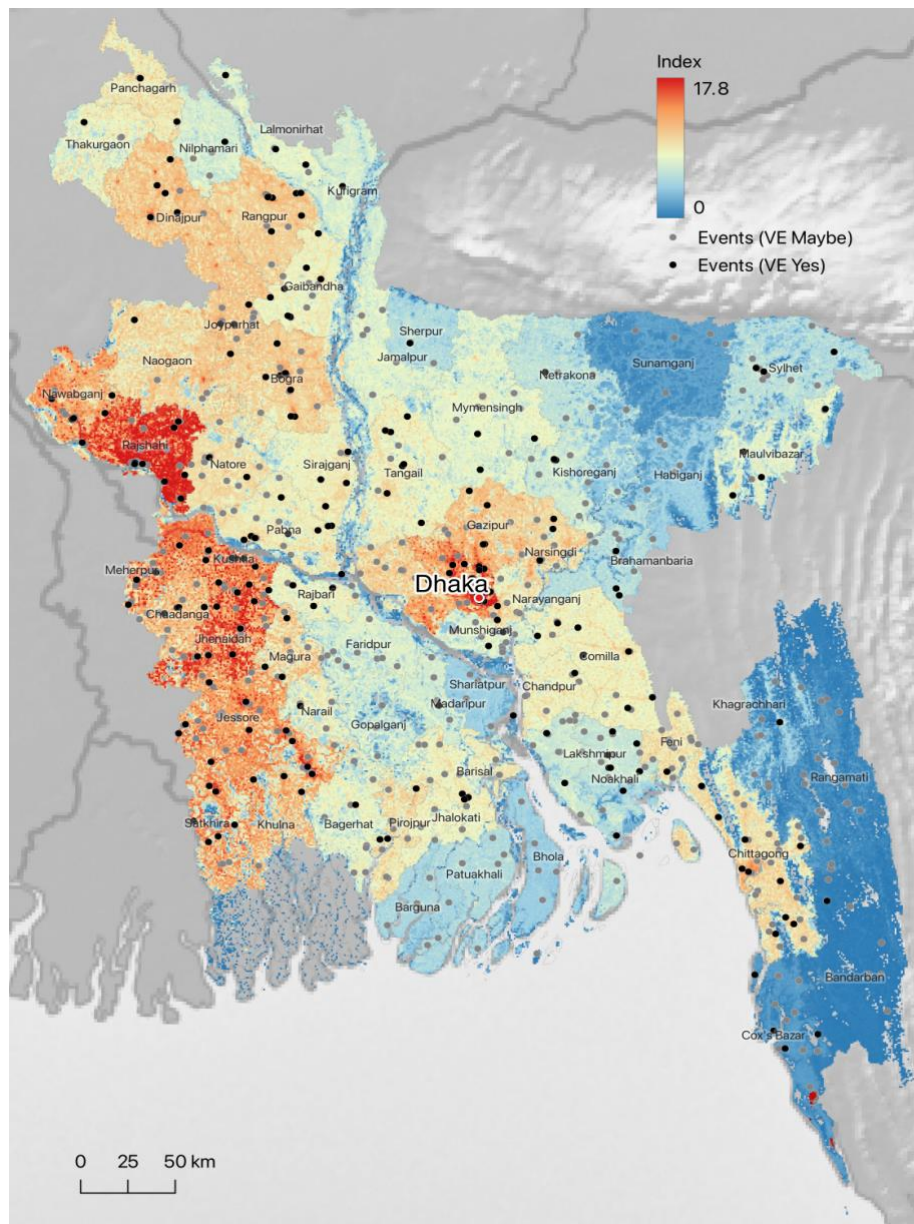 Index
17.8
0
Events (VE Maybe)
Events (VE Yes)
Panchagarh
Thakurgaon
Nilphamari
Lalmonirhat
Kurigram
Dinajpur
Rangpur
Gaibandha
Joypurhat
Sherpur
Jamalpur
Naogaon
Bogra
Netrakona
Sunamganj
Sylhet
Nawabganj
Mymensingh
Rajshahi
Natore
Sirajganj
Tangail
Kishoreganj
Habiganj
Maulvibazar
Pabna
Gazipur
Narsingdi
Brahamanbaria
Meherpur
Kushtia
Dhaka
Rajbari
Narayanganj
Chuadanga
Jhenaidah
Faridpur
Munshiganj
Magura
Comilla
Shariatpur
Chandpur
Madaripur
Khagrachhari
Jessore
Narail
Gopalganj
Feni
Lakshmipur
Barisal
Noakhali
Rangamati
Satkhira
Khulna
Bagerhat
Pirojpur
Jhalokati
Bhola
Chittagong
Patuakhali
Barguna
Bandarban
Cox's Bazar
0 25 50 km